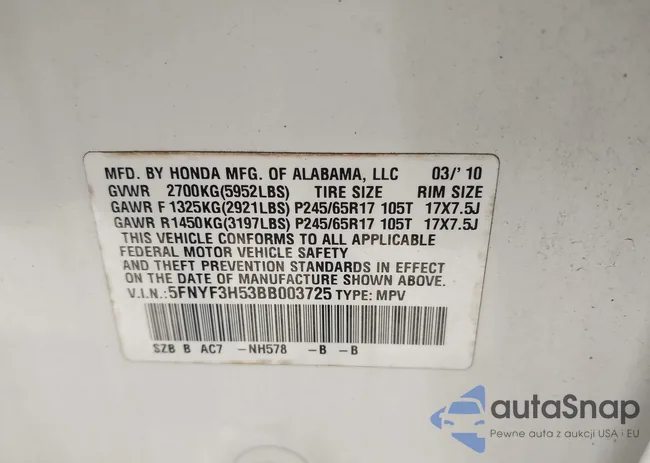 MFD. BY HONDA MFG. OF ALABAMA, LLC 03/'10
GVWR 2700KG(5952LBS) TIRE SIZE RIM SIZE
GAWR F 1325KG(2921LBS) P245/65R17 105T 17X7.5J
GAWR R 1450KG(3197LBS) P245/65R17 105T 17X7.5J
THIS VEHICLE CONFORMS TO ALL APPLICABLE
FEDERAL MOTOR VEHICLE SAFETY
AND THEFT PREVENTION STANDARDS IN EFFECT
ON THE DATE OF MANUFACTURE SHOWN ABOVE.
V.I.N.:5FNYF3H53BB003725 TYPE: MPV
SZB B AC7 -NH578 -B -B
autaSnap
Pewne auta z aukcji USA i EU